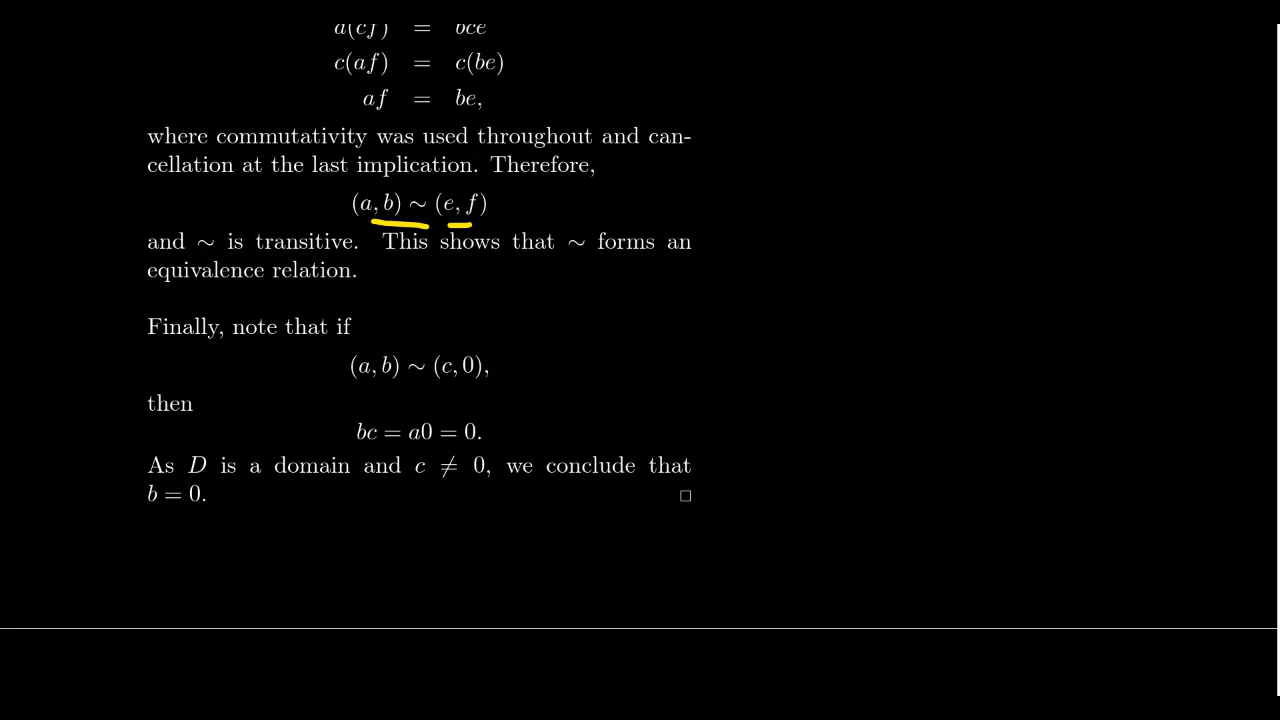 a(cf) = bce
c(af) = c(be)
af = be,
where commutativity was used throughout and can-
cellation at the last implication. Therefore,
(a, b) ∼ (e, f)
and ∼ is transitive. This shows that ∼ forms an
equivalence relation.
Finally, note that if
(a, b) ∼ (c, 0),
then
bc = a0 = 0.
As D is a domain and c ≠ 0, we conclude that
b = 0. □